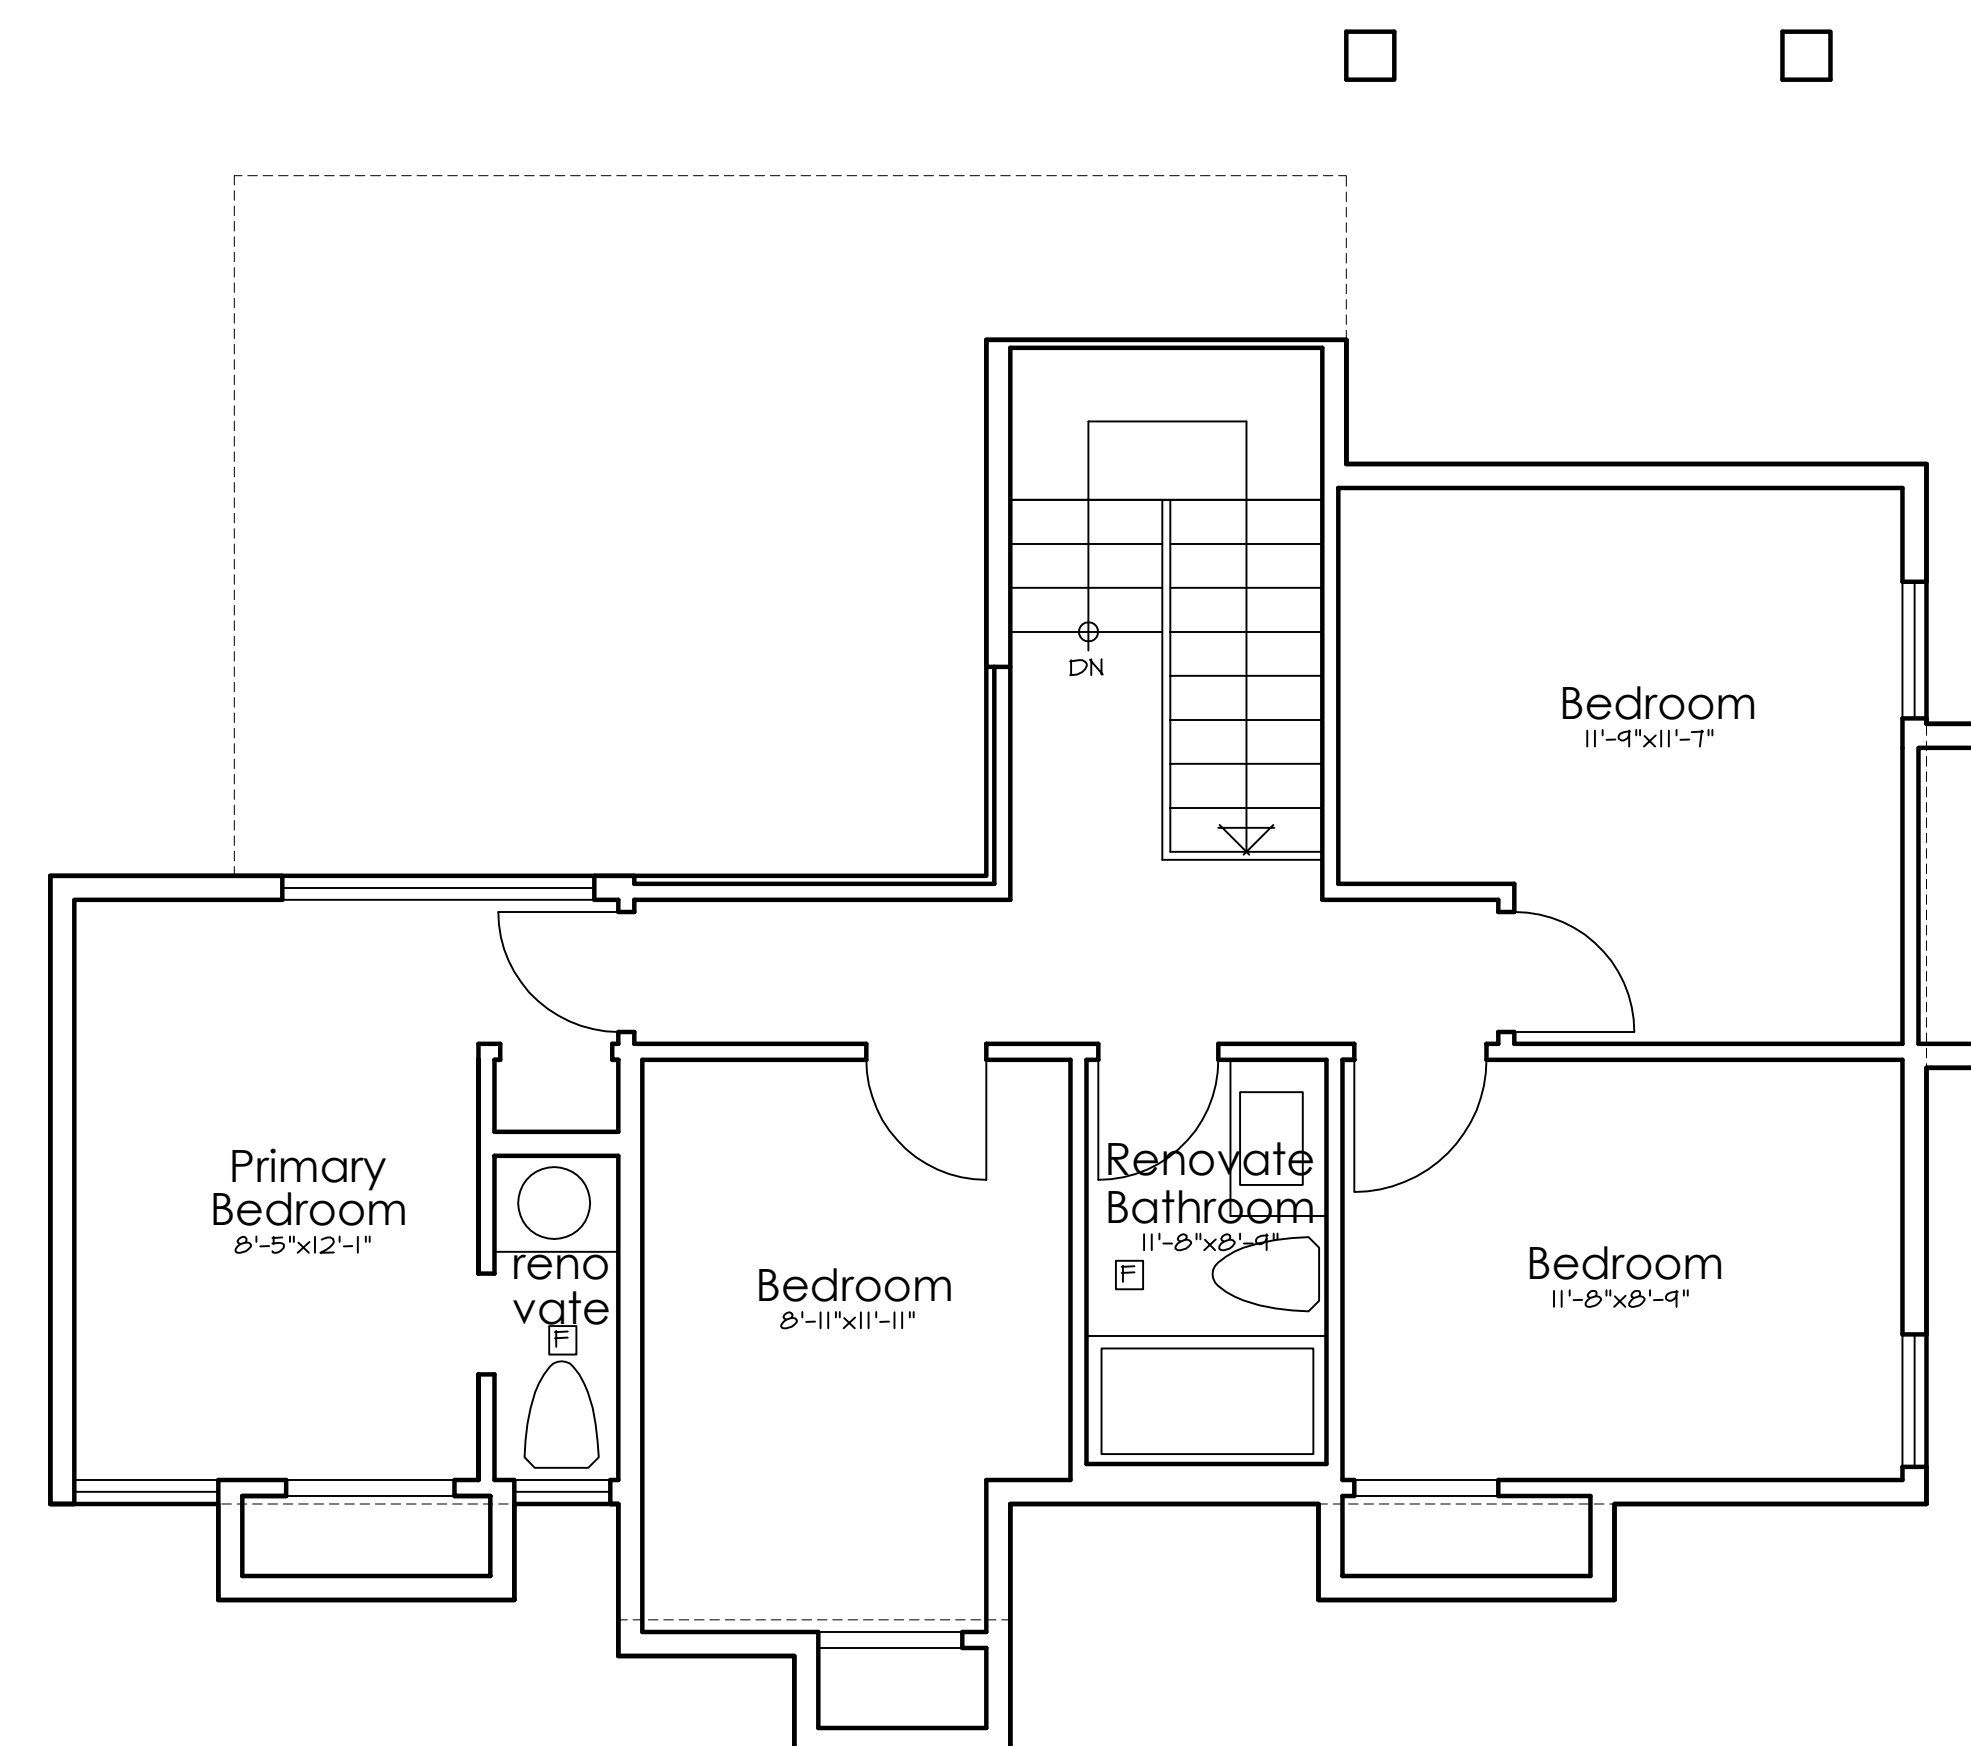 DN
Bedroom
11'-9"x11'-7"
Primary
Bedroom
8'-5"x12'-1"
reno
vate
F
Bedroom
8'-11"x11'-11"
Renovate
Bathroom
11'-8"x8'-9"
F
Bedroom
11'-8"x8'-9"